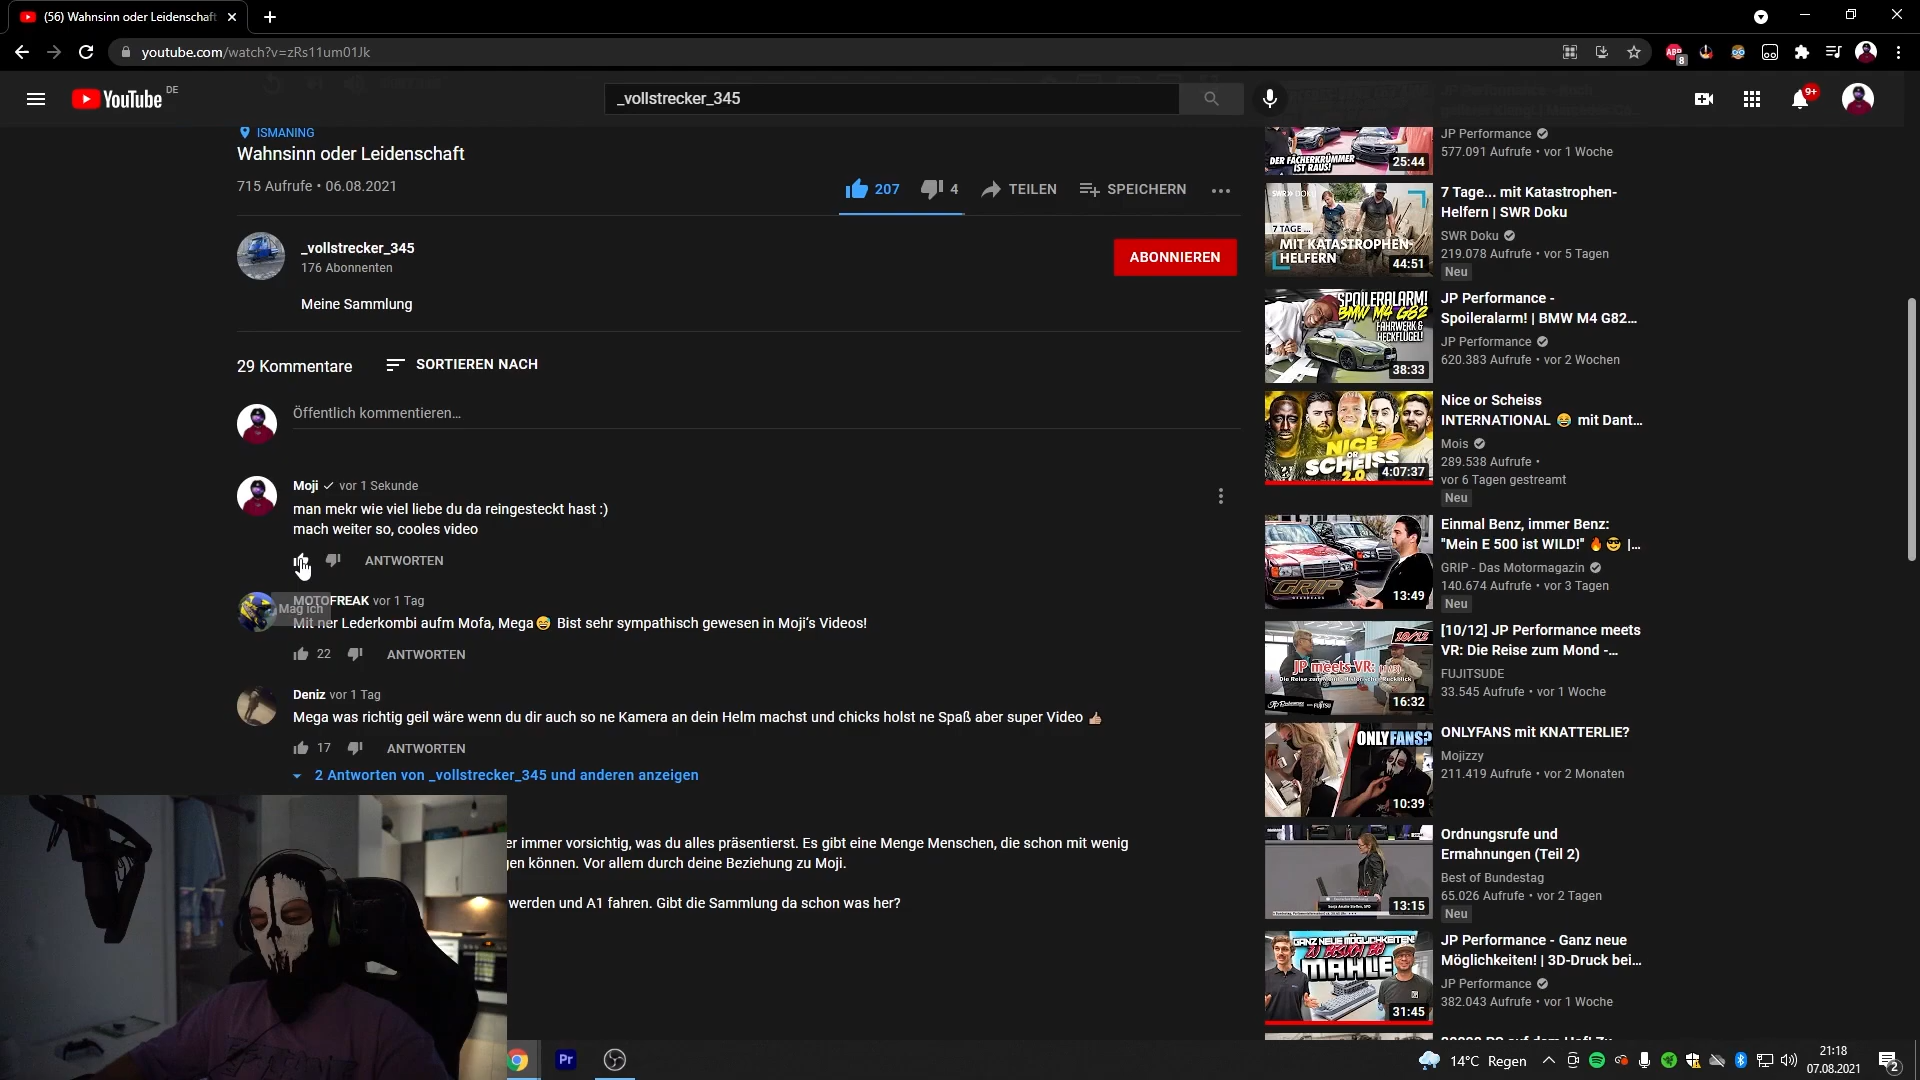 (56) Wahnsinn oder Leidenschaft
youtube.com/watch?v=zRs11um01Jk
ABP
8
YouTube
DE
_vollstrecker_345
9+
ISMANING
Wahnsinn oder Leidenschaft
715 Aufrufe • 06.08.2021
207
4
TEILEN
SPEICHERN
_vollstrecker_345
176 Abonnenten
ABONNIEREN
Meine Sammlung
29 Kommentare
SORTIEREN NACH
Öffentlich kommentieren...
Moji ✓ vor 1 Sekunde
man mekr wie viel liebe du da reingesteckt hast :)
mach weiter so, cooles video
ANTWORTEN
Mag ich
MOTOFREAK vor 1 Tag
Mit ner Lederkombi aufm Mofa, Mega😅 Bist sehr sympathisch gewesen in Moji's Videos!
22
ANTWORTEN
Deniz vor 1 Tag
Mega was richtig geil wäre wenn du dir auch so ne Kamera an dein Helm machst und chicks holst ne Spaß aber super Video 👍🏼
17
ANTWORTEN
2 Antworten von _vollstrecker_345 und anderen anzeigen
er immer vorsichtig, was du alles präsentierst. Es gibt eine Menge Menschen, die schon mit wenig
gen können. Vor allem durch deine Beziehung zu Moji.
werden und A1 fahren. Gibt die Sammlung da schon was her?
DER FÄCHERKRÜMMER
IST RAUS!
25:44
JP Performance
577.091 Aufrufe • vor 1 Woche
SWR» DOKU
7 TAGE ...
MIT KATASTROPHEN-
HELFERN
44:51
7 Tage... mit Katastrophen-
Helfern | SWR Doku
SWR Doku
219.078 Aufrufe • vor 5 Tagen
Neu
SPOILERALARM!
BMW M4 G82
FAHRWERK &
HECKFLÜGEL!
38:33
JP Performance -
Spoileralarm! | BMW M4 G82...
JP Performance
620.383 Aufrufe • vor 2 Wochen
NICE
OR
SCHEISS
2.0
4:07:37
Nice or Scheiss
INTERNATIONAL 😂 mit Dant...
Mois
289.538 Aufrufe •
vor 6 Tagen gestreamt
Neu
GRIP
13:49
Einmal Benz, immer Benz:
"Mein E 500 ist WILD!" 🔥 😎 |...
GRIP - Das Motormagazin
140.674 Aufrufe • vor 3 Tagen
Neu
10/12
JP meets VR:
16:32
[10/12] JP Performance meets
VR: Die Reise zum Mond -...
FUJITSUDE
33.545 Aufrufe • vor 1 Woche
ONLYFANS?
10:39
ONLYFANS mit KNATTERLIE?
Mojizzy
211.419 Aufrufe • vor 2 Monaten
13:15
Ordnungsrufe und
Ermahnungen (Teil 2)
Best of Bundestag
65.026 Aufrufe • vor 2 Tagen
Neu
GANZ NEUE MÖGLICHKEITEN!
ZU BESUCH BEI
MAHLE
31:45
JP Performance - Ganz neue
Möglichkeiten! | 3D-Druck bei...
JP Performance
382.043 Aufrufe • vor 1 Woche
Pr
14°C Regen
21:18
07.08.2021
2